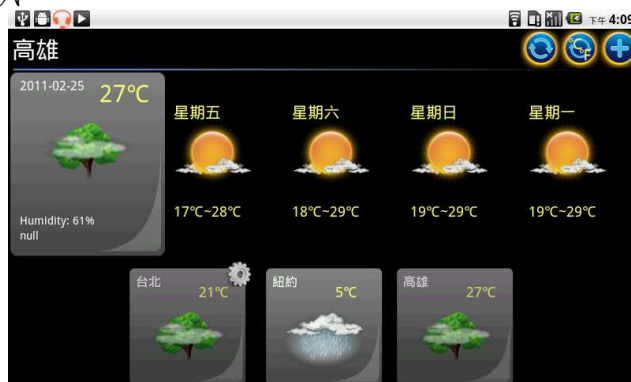 下午 4:09
高雄
2011-02-25
27°C
Humidity: 61%
null
星期五
17°C~28°C
星期六
18°C~29°C
星期日
19°C~29°C
星期一
19°C~29°C
台北
21°C
紐約
5°C
高雄
27°C